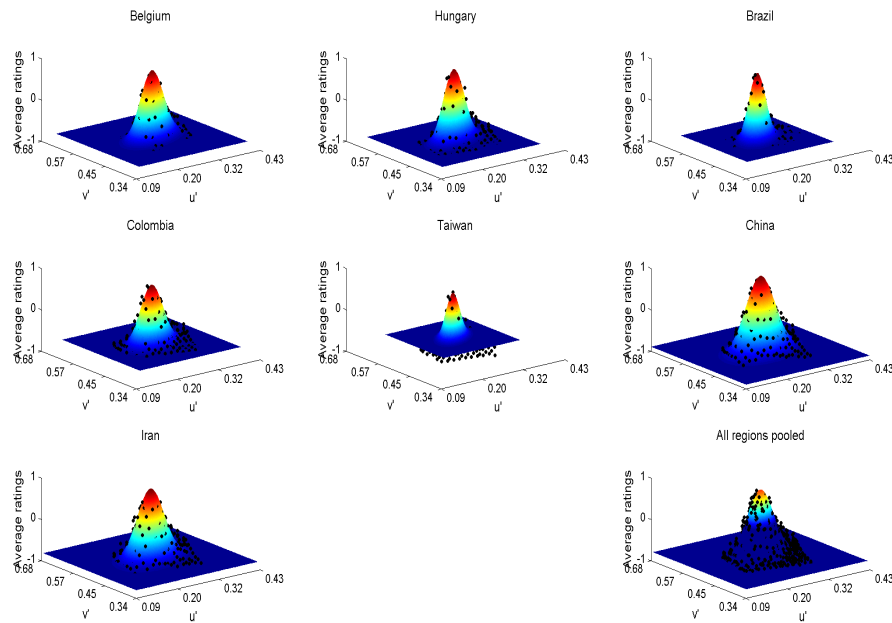 Belgium
Average ratings
1
0
-1
0.68
0.57
0.45
0.34
v'
0.09
0.20
0.32
0.43
u'
Hungary
Average ratings
1
0
-1
0.68
0.57
0.45
0.34
v'
0.09
0.20
0.32
0.43
u'
Brazil
Average ratings
1
0
-1
0.68
0.57
0.45
0.34
v'
0.09
0.20
0.32
0.43
u'
Colombia
Average ratings
1
0
-1
0.68
0.57
0.45
0.34
v'
0.09
0.20
0.32
0.43
u'
Taiwan
Average ratings
1
0
-1
0.68
0.57
0.45
0.34
v'
0.09
0.20
0.32
0.43
u'
China
Average ratings
1
0
-1
0.68
0.57
0.45
0.34
v'
0.09
0.20
0.32
0.43
u'
Iran
Average ratings
1
0
-1
0.68
0.57
0.45
0.34
v'
0.09
0.20
0.32
0.43
u'
All regions pooled
Average ratings
1
0
-1
0.68
0.57
0.45
0.34
v'
0.09
0.20
0.32
0.43
u'